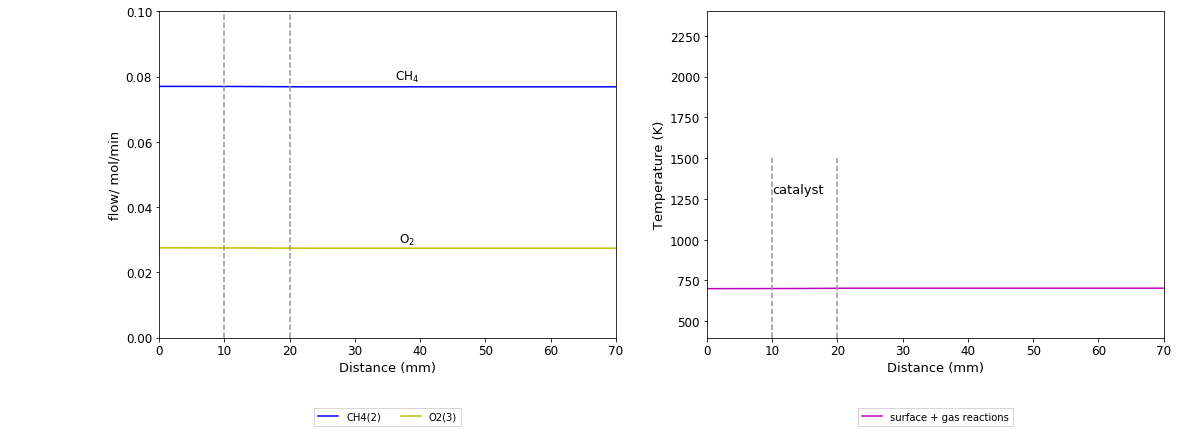 flow/ mol/min
0.10
0.08
0.06
0.04
0.02
0.00
CH4
O2
0 10 20 30 40 50 60 70
Distance (mm)
CH4(2) O2(3)
Temperature (K)
2250
2000
1750
1500
1250
1000
750
500
catalyst
0 10 20 30 40 50 60 70
Distance (mm)
surface + gas reactions